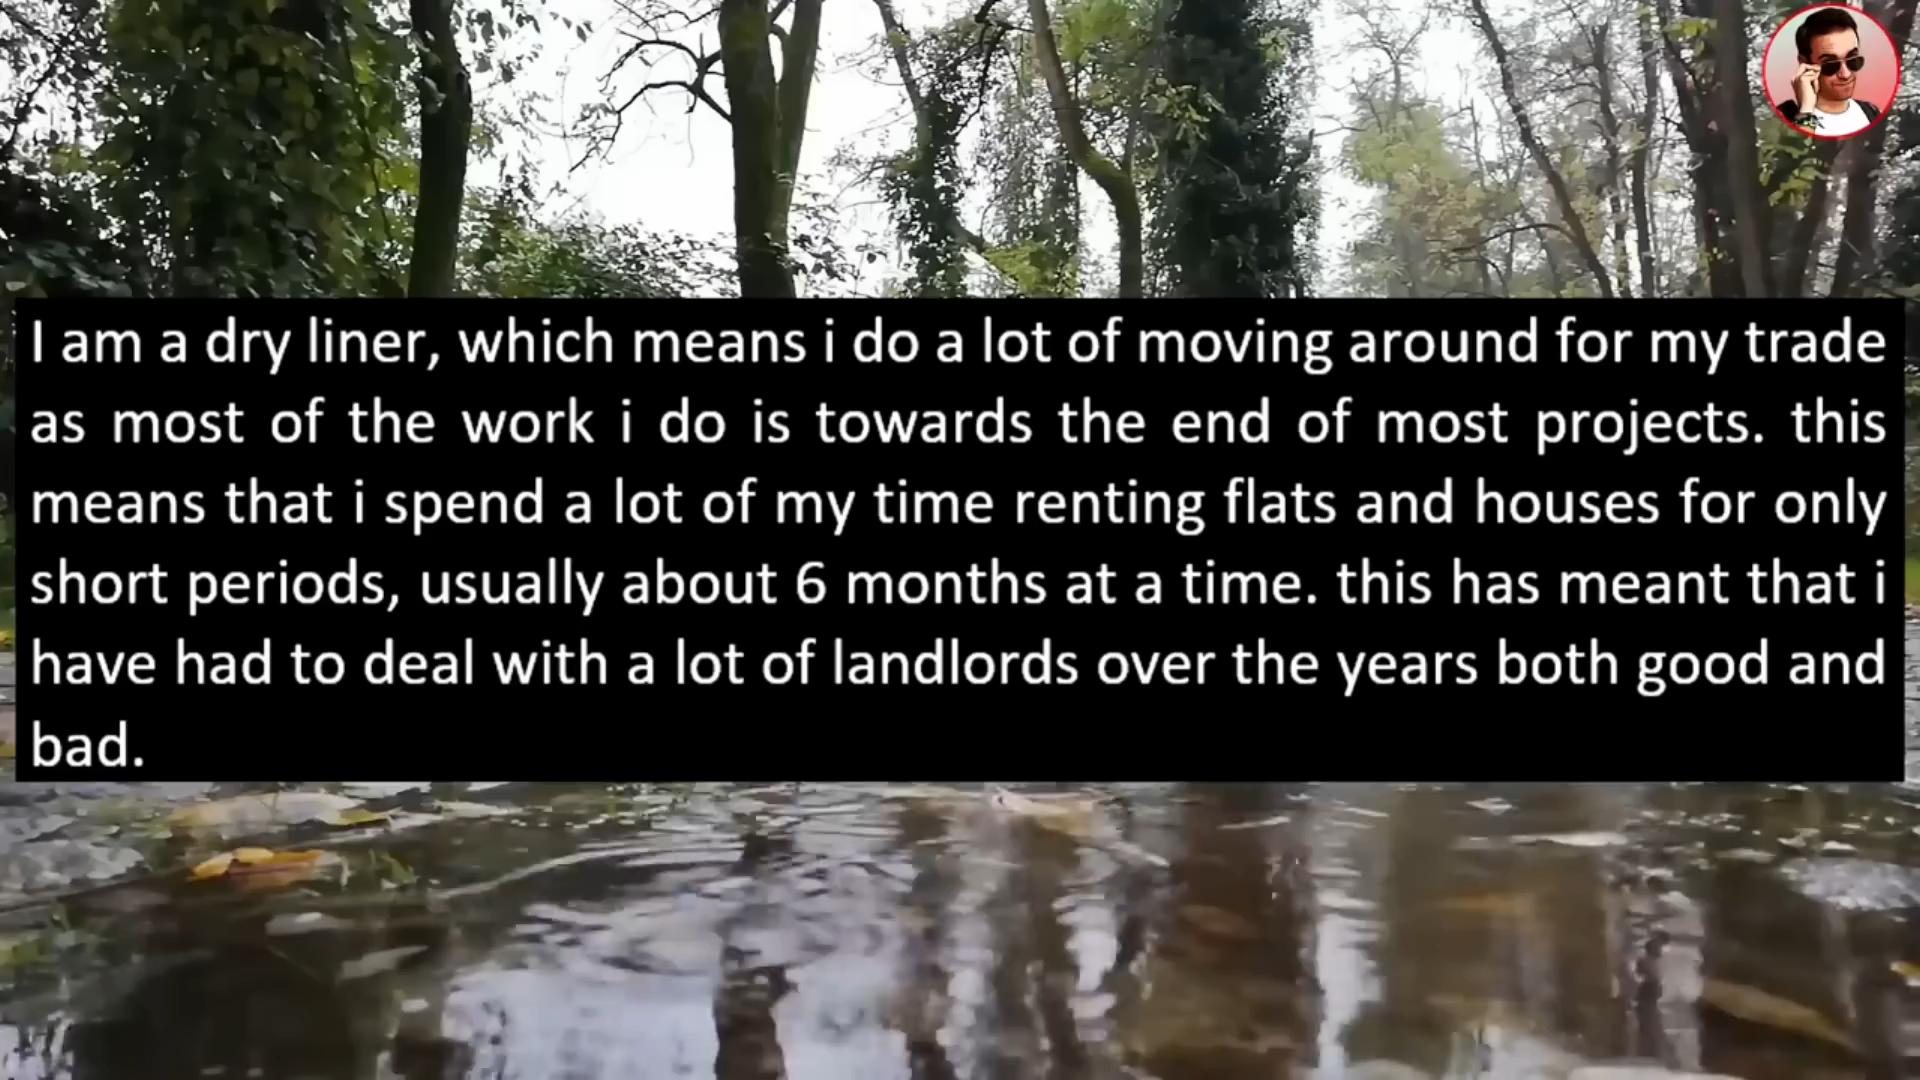 I am a dry liner, which means i do a lot of moving around for my trade
as most of the work i do is towards the end of most projects. this
means that i spend a lot of my time renting flats and houses for only
short periods, usually about 6 months at a time. this has meant that i
have had to deal with a lot of landlords over the years both good and
bad.